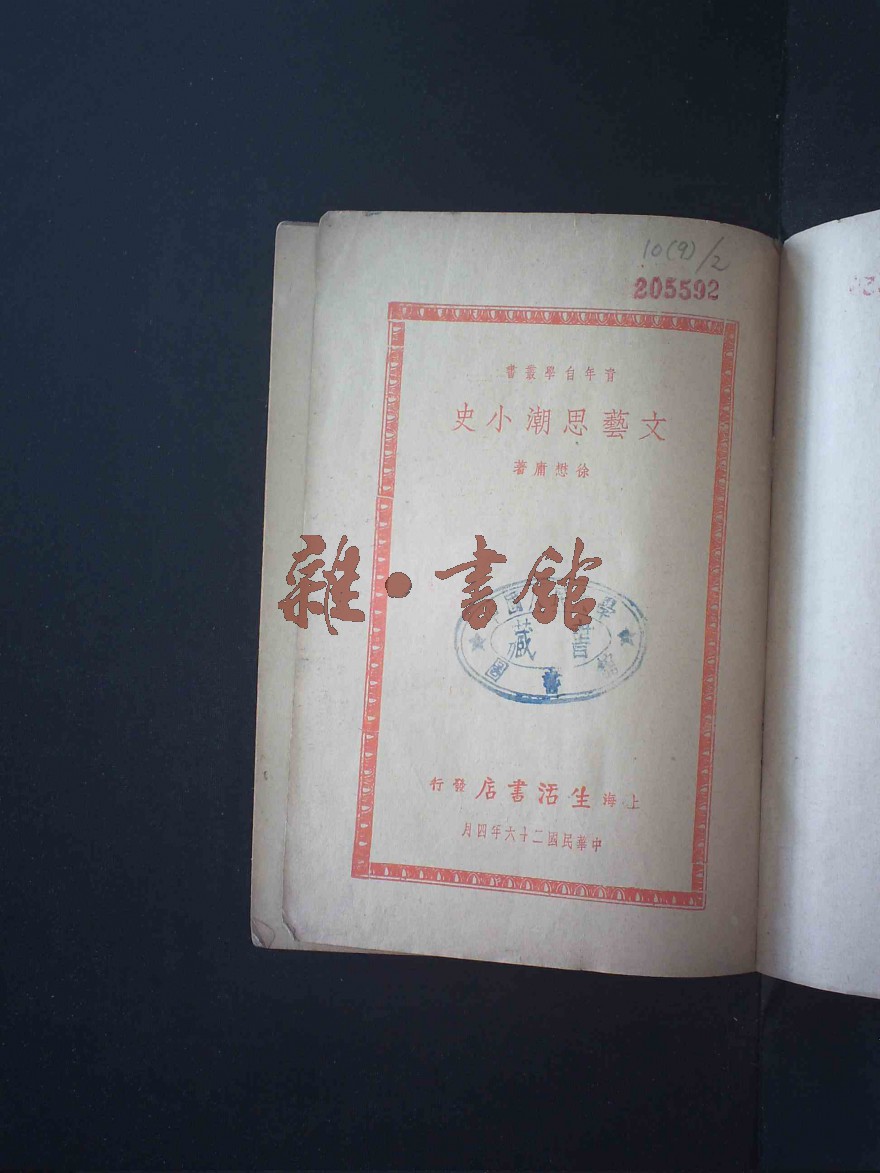 10(9)/2
205592
青年自學叢書
文藝思潮小史
徐懋庸著
雜·書館
藏書
上海生活書店發行
中華民國二十六年四月